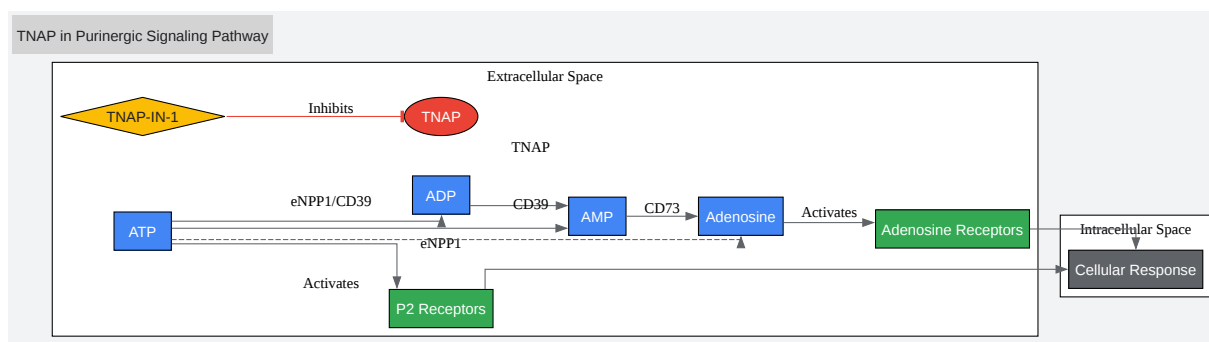 TNAP in Purinergic Signaling Pathway
Extracellular Space
TNAP-IN-1
Inhibits
TNAP
TNAP
eNPP1/CD39
ADP
CD39
AMP
CD73
Adenosine
Activates
Adenosine Receptors
ATP
eNPP1
Intracellular Space
Cellular Response
Activates
P2 Receptors